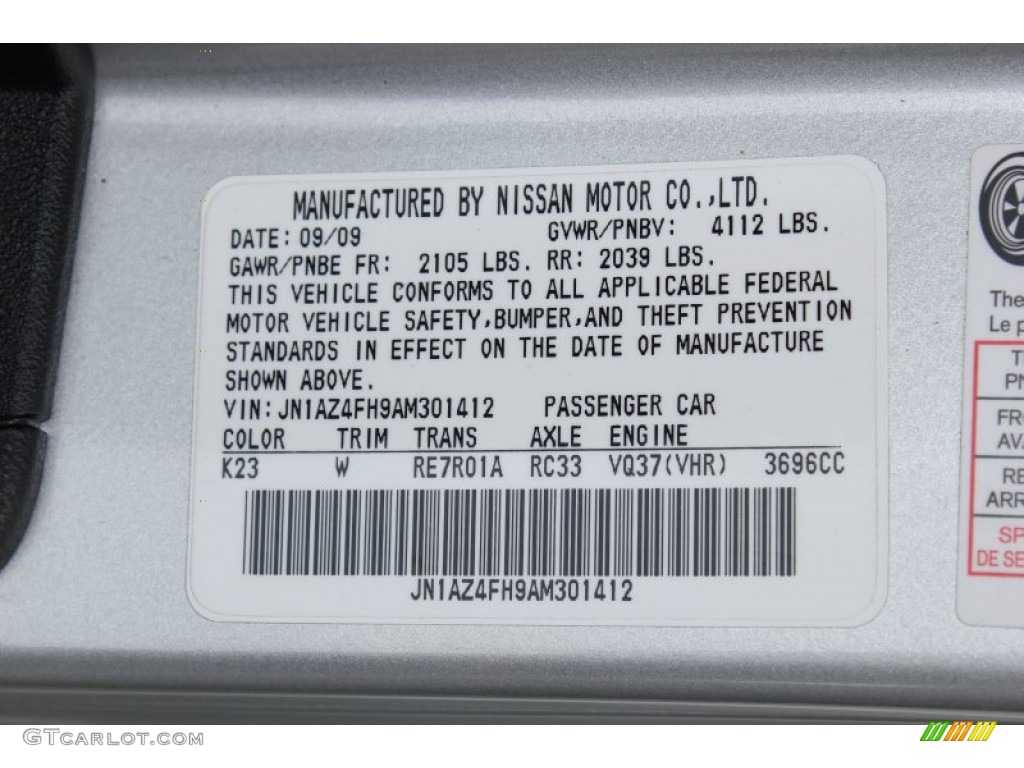 MANUFACTURED BY NISSAN MOTOR CO.,LTD.
DATE: 09/09 GVWR/PNBV: 4112 LBS.
GAWR/PNBE FR: 2105 LBS. RR: 2039 LBS.
THIS VEHICLE CONFORMS TO ALL APPLICABLE FEDERAL
MOTOR VEHICLE SAFETY,BUMPER,AND THEFT PREVENTION
STANDARDS IN EFFECT ON THE DATE OF MANUFACTURE
SHOWN ABOVE.
VIN: JN1AZ4FH9AM301412 PASSENGER CAR
COLOR TRIM TRANS AXLE ENGINE
K23 W RE7R01A RC33 VQ37(VHR) 3696CC
JN1AZ4FH9AM301412
The
Le p
T
PN
FRO
AVA
RE
ARR
SP
DE SE
GTCarLot.com